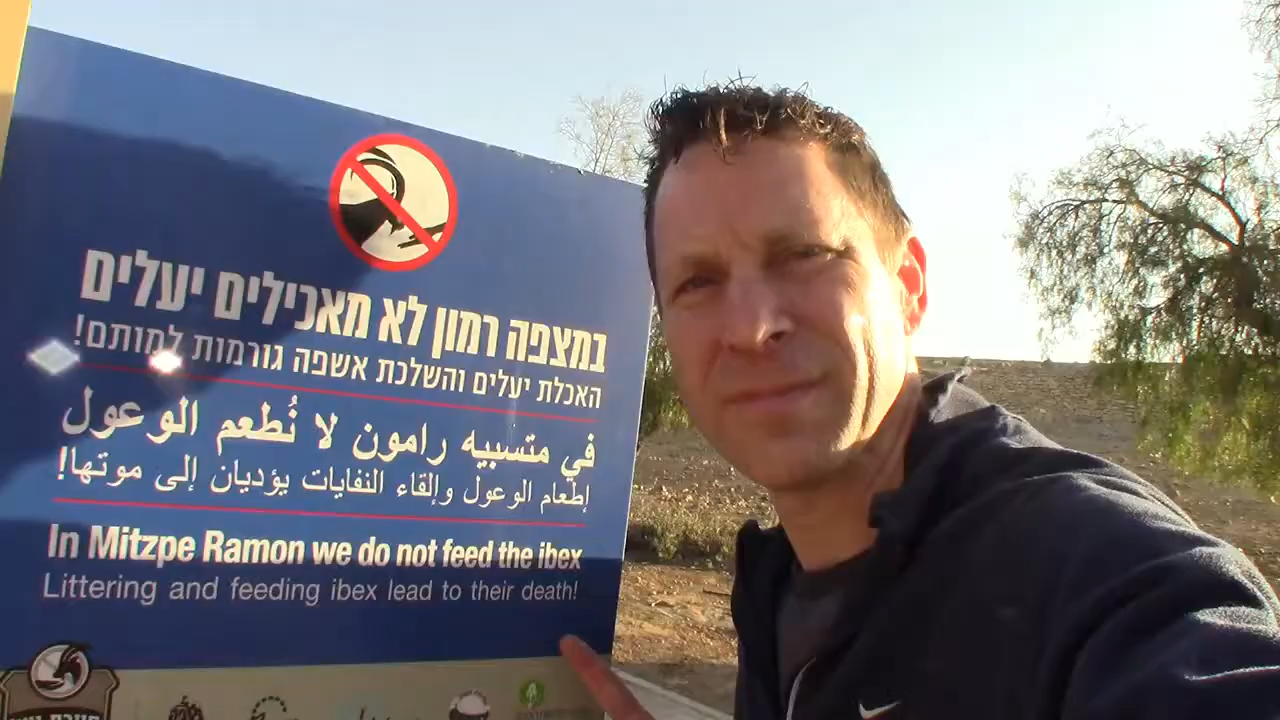 במצפה רמון לא מאכילים יעלים
האכלת יעלים והשלכת אשפה גורמות למותם!
في متسبيه رامون لا نُطعم الوعول
إطعام الوعول وإلقاء النفايات يؤديان إلى موتها!
In Mitzpe Ramon we do not feed the ibex
Littering and feeding ibex lead to their death!